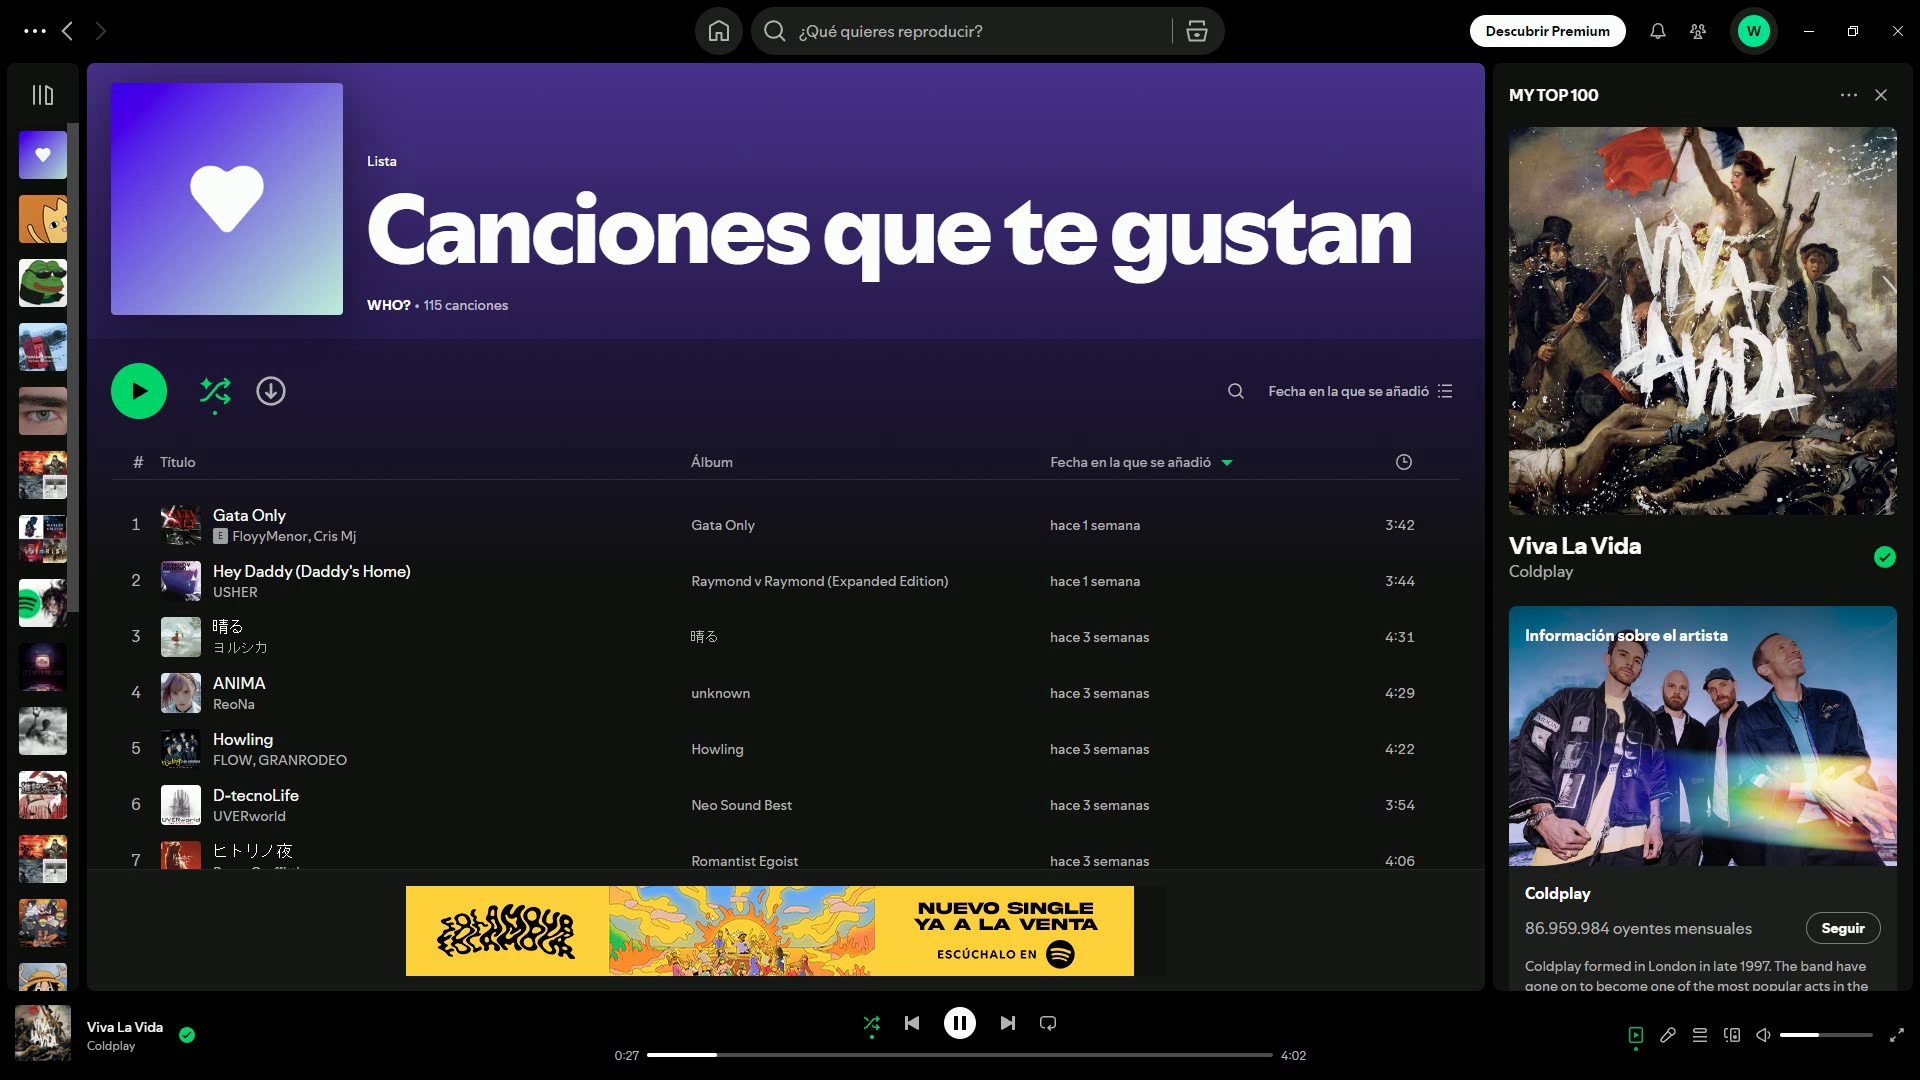 ¿Qué quieres reproducir?
Descubrir Premium
W
Lista
Canciones que te gustan
WHO? • 115 canciones
Fecha en la que se añadió
# Título Álbum Fecha en la que se añadió
1 Gata Only Gata Only hace 1 semana 3:42
E FloyyMenor, Cris Mj
2 Hey Daddy (Daddy's Home) Raymond v Raymond (Expanded Edition) hace 1 semana 3:44
USHER
3 晴る 晴る hace 3 semanas 4:31
ヨルシカ
4 ANIMA unknown hace 3 semanas 4:29
ReoNa
5 Howling Howling hace 3 semanas 4:22
FLOW, GRANRODEO
6 D-tecnoLife Neo Sound Best hace 3 semanas 3:54
UVERworld
7 ヒトリノ夜 Romantist Egoist hace 3 semanas 4:06
FOLAMOUR
NUEVO SINGLE
YA A LA VENTA
ESCÚCHALO EN
MY TOP 100
VIVA
LA VIDA
Viva La Vida
Coldplay
Información sobre el artista
Coldplay
86.959.984 oyentes mensuales
Seguir
Coldplay formed in London in late 1997. The band have
gone on to become one of the most popular acts in the
Viva La Vida
Coldplay
0:27
4:02